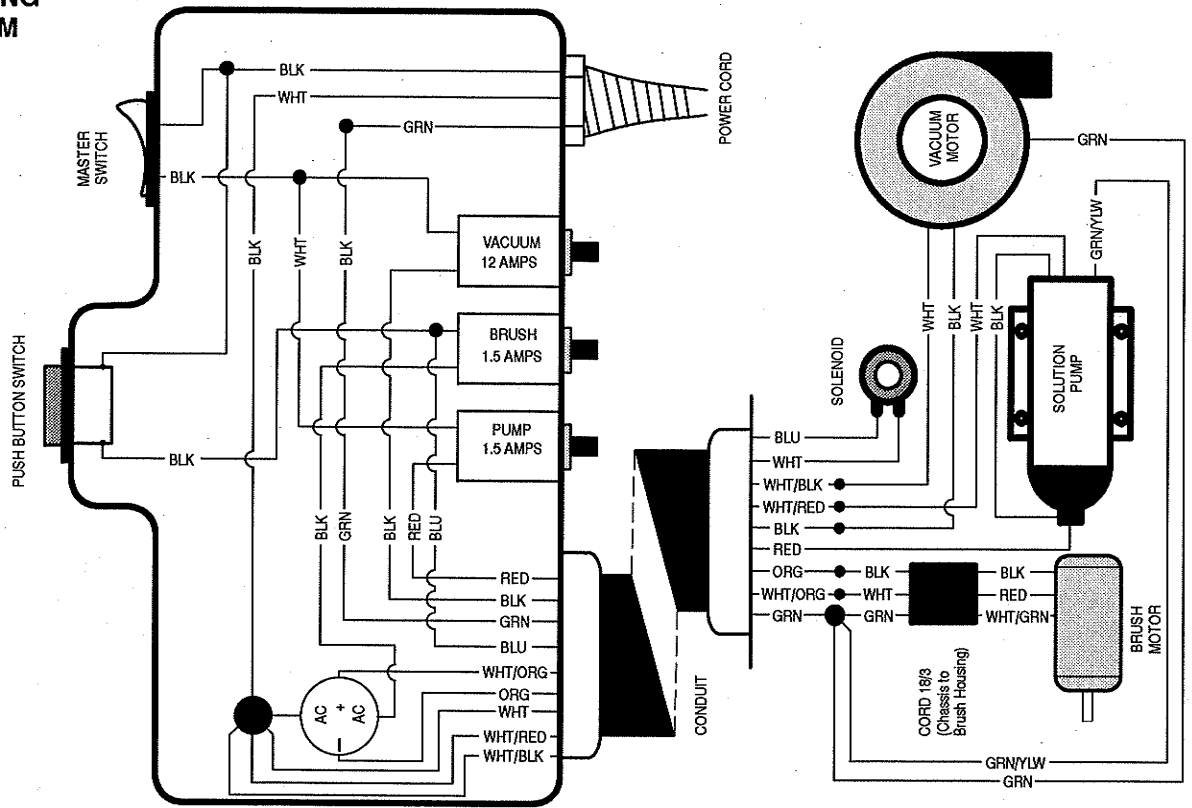 NG
M
MASTER
SWITCH
PUSH BUTTON SWITCH
BLK
WHT
GRN
POWER CORD
BLK
BLK
WHT
BLK
VACUUM
12 AMPS
BRUSH
1.5 AMPS
PUMP
1.5 AMPS
BLK
BLK
GRN
BLK
RED
BLU
RED
BLK
GRN
BLU
WHT/ORG
ORG
WHT
WHT/RED
WHT/BLK
AC
+
AC
–
CONDUIT
VACUUM
MOTOR
GRN
GRN/YLW
WHT
BLK
WHT
BLK
SOLENOID
SOLUTION
PUMP
BLU
WHT
WHT/BLK
WHT/RED
BLK
RED
ORG
BLK
BLK
WHT/ORG
WHT
RED
GRN
GRN
WHT/GRN
BRUSH
MOTOR
CORD 18/3
(Chassis to
Brush Housing)
GRN/YLW
GRN